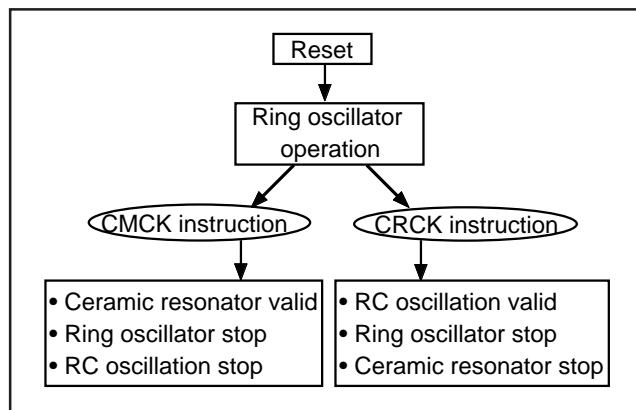 Reset
Ring oscillator
operation
CMCK instruction
CRCK instruction
• Ceramic resonator valid
• Ring oscillator stop
• RC oscillation stop
• RC oscillation valid
• Ring oscillator stop
• Ceramic resonator stop